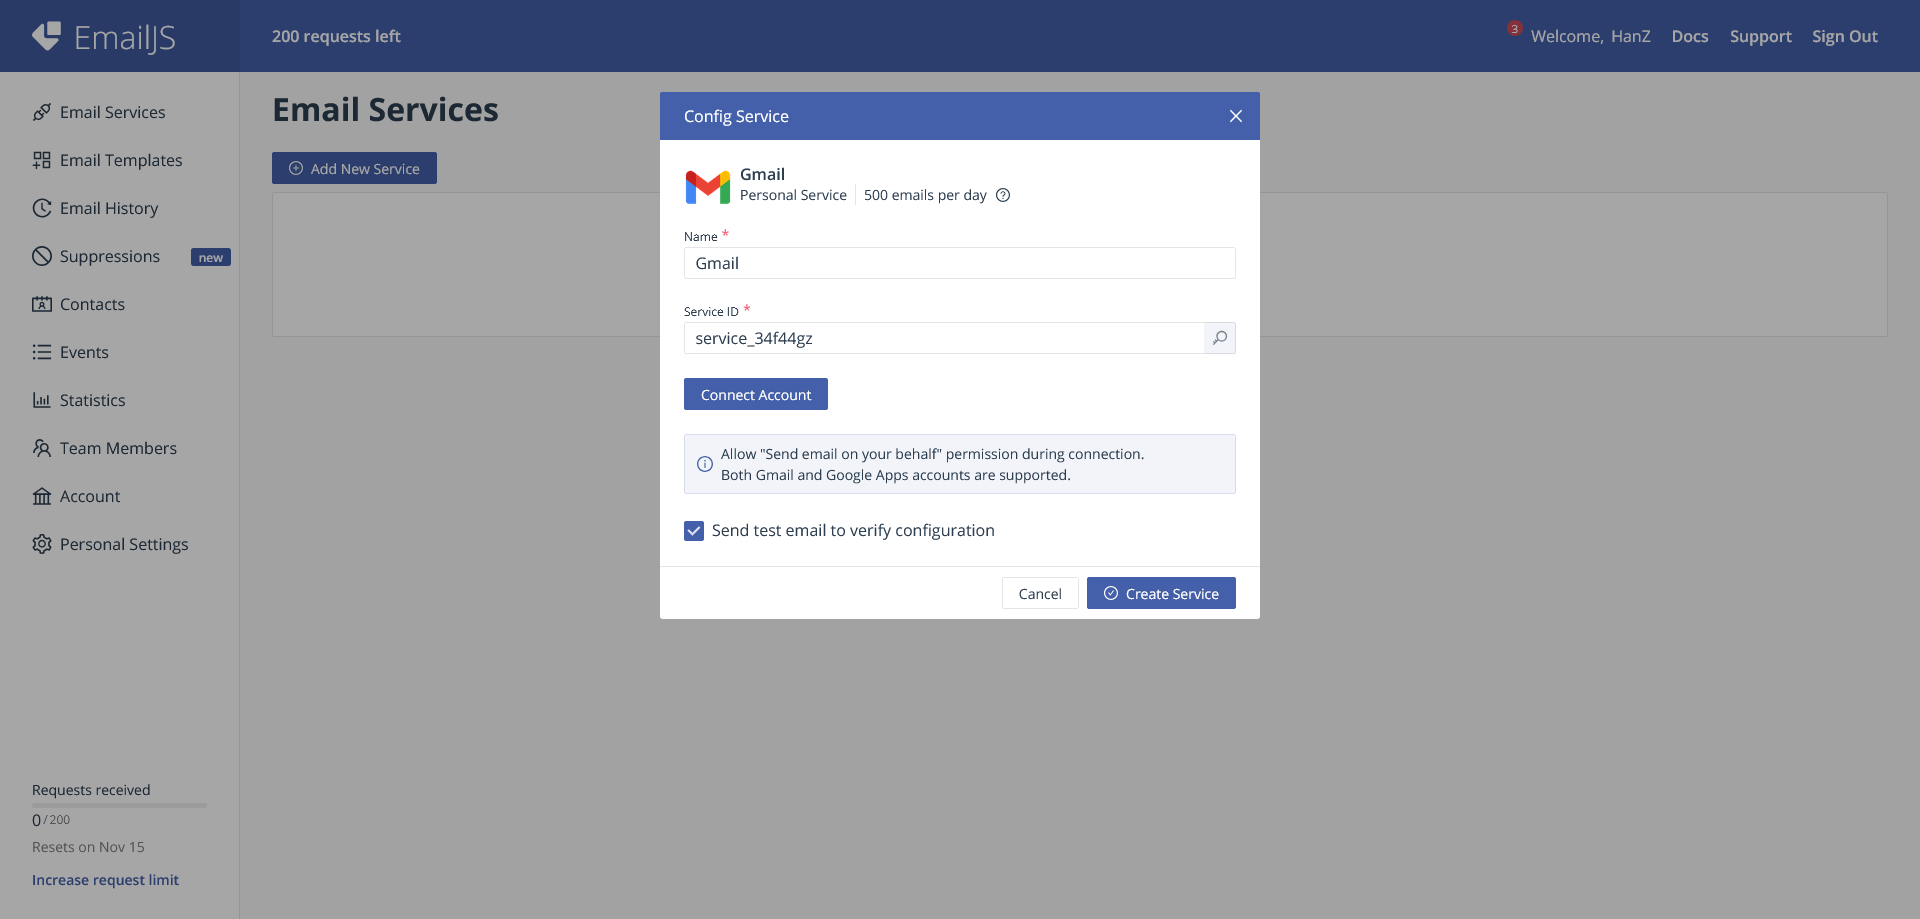 EmailJS
200 requests left
3
Welcome, HanZ
Docs
Support
Sign Out
Email Services
Email Templates
Email History
Suppressions new
Contacts
Events
Statistics
Team Members
Account
Personal Settings
Requests received
0/200
Resets on Nov 15
Increase request limit
Email Services
Add New Service
Config Service
Gmail
Personal Service 500 emails per day
Name *
Gmail
Service ID *
service_34f44gz
Connect Account
Allow "Send email on your behalf" permission during connection.
Both Gmail and Google Apps accounts are supported.
Send test email to verify configuration
Cancel
Create Service